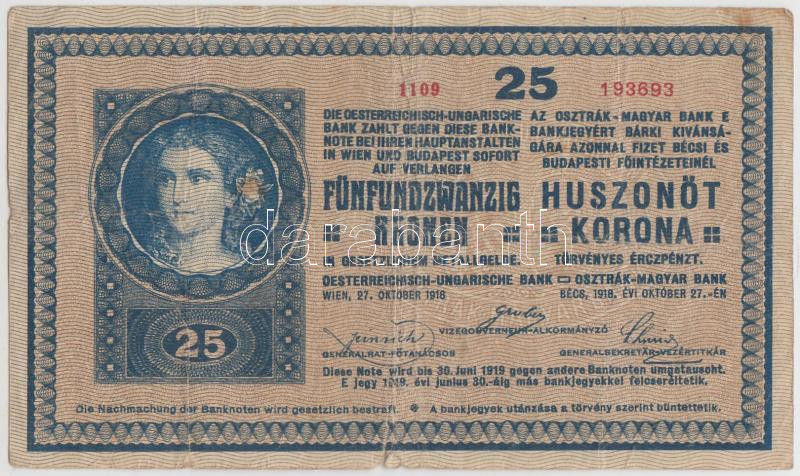 1109 25 193693
DIE OESTERREICHISCH-UNGARISCHE
BANK ZAHLT GEGEN DIESE BANK-
NOTE BEI IHREN HAUPTANSTALTEN
IN WIEN UND BUDAPEST SOFORT
AUF VERLANGEN
FÜNFUNDZWANZIG
KRONEN
IN GESETZLICHEM METALLGELDE.
OESTERREICHISCH-UNGARISCHE BANK
WIEN, 27. OKTOBER 1918
AZ OSZTRÁK-MAGYAR BANK E
BANKJEGYÉRT BÁRKI KIVÁNSÁ-
GÁRA AZONNAL FIZET BÉCSI ÉS
BUDAPESTI FŐINTÉZETEINÉL
HUSZONÖT
KORONA
TÖRVÉNYES ÉRCZPÉNZT.
OSZTRÁK-MAGYAR BANK
BÉCS, 1918. ÉVI OKTÓBER 27.-ÉN
VIZEGOUVERNEUR-ALKORMÁNYZÓ
GENERALRAT-FŐTANÁCSOS
GENERALSEKRETÄR-VEZÉRTITKÁR
25
Diese Note wird bis 30. Juni 1919 gegen andere Banknoten umgetauscht.
E jegy 1919. évi junius 30.-áig más bankjegyekkel felcseréltetik.
Die Nachmachung der Banknoten wird gesetzlich bestraft. A bankjegyek utánzása a törvény szerint büntettetik.
darabanth